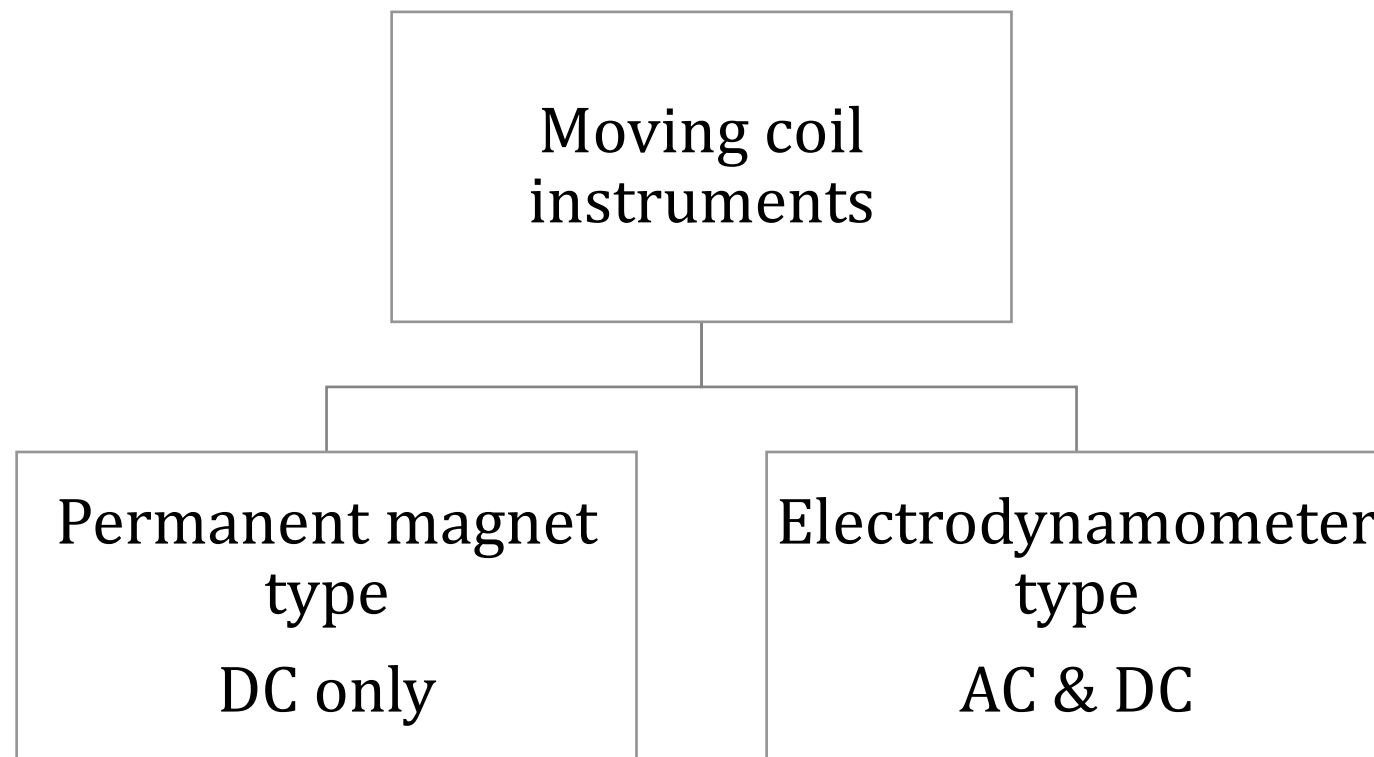 Moving coil
instruments
Permanent magnet
type
DC only
Electrodynamometer
type
AC & DC